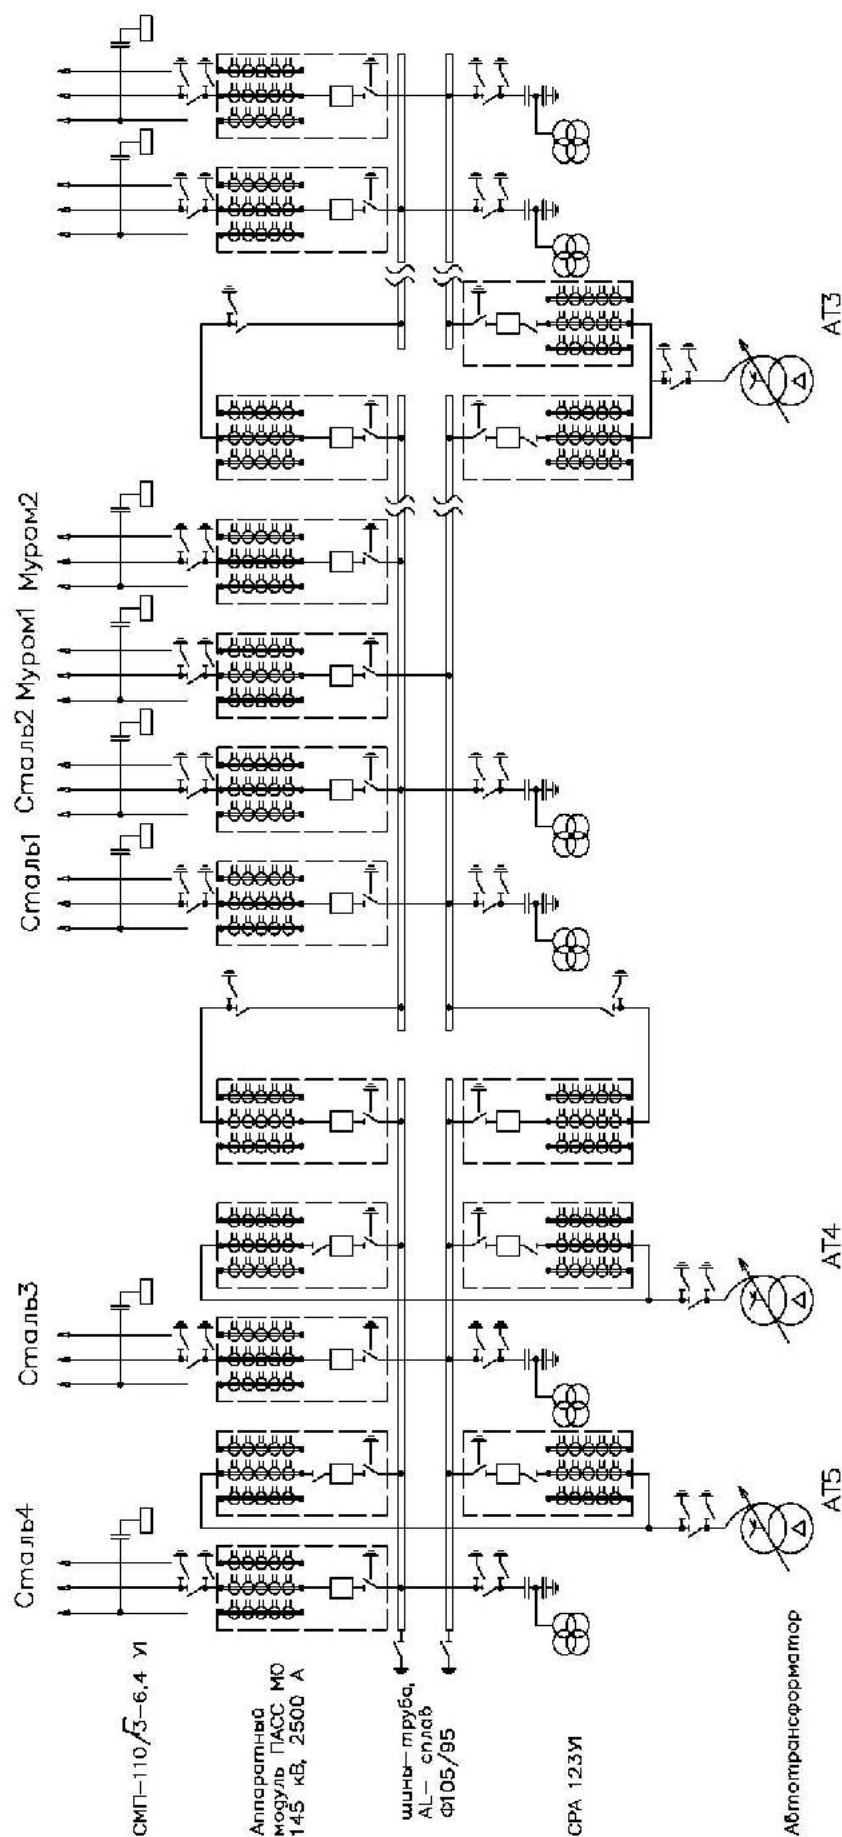 Сталь4
Сталь3
Сталь1
Сталь2
Муром1
Муром2
СМП-110/√3-6,4 У1
Аппаратный
модуль ПАСС МО
145 кВ, 2500 А
шины-труба,
AL- сплав
Ф105/95
СРА 123У1
Автотрансформатор
АТ5
АТ4
АТ3